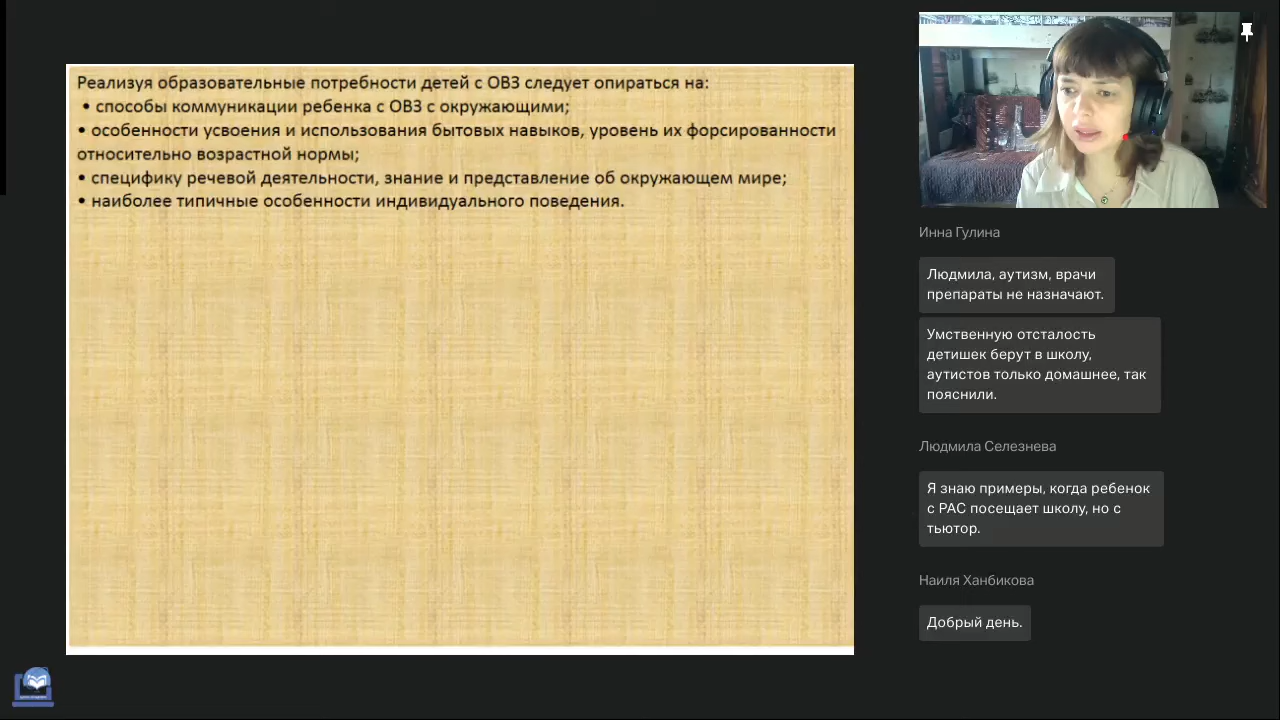 Реализуя образовательные потребности детей с ОВЗ следует опираться на:
• способы коммуникации ребенка с ОВЗ с окружающими;
• особенности усвоения и использования бытовых навыков, уровень их форсированности
относительно возрастной нормы;
• специфику речевой деятельности, знание и представление об окружающем мире;
• наиболее типичные особенности индивидуального поведения.
Инна Гулина
Людмила, аутизм, врачи
препараты не назначают.
Умственную отсталость
детишек берут в школу,
аутистов только домашнее, так
пояснили.
Людмила Селезнева
Я знаю примеры, когда ребенок
с РАС посещает школу, но с
тьютор.
Наиля Ханбикова
Добрый день.